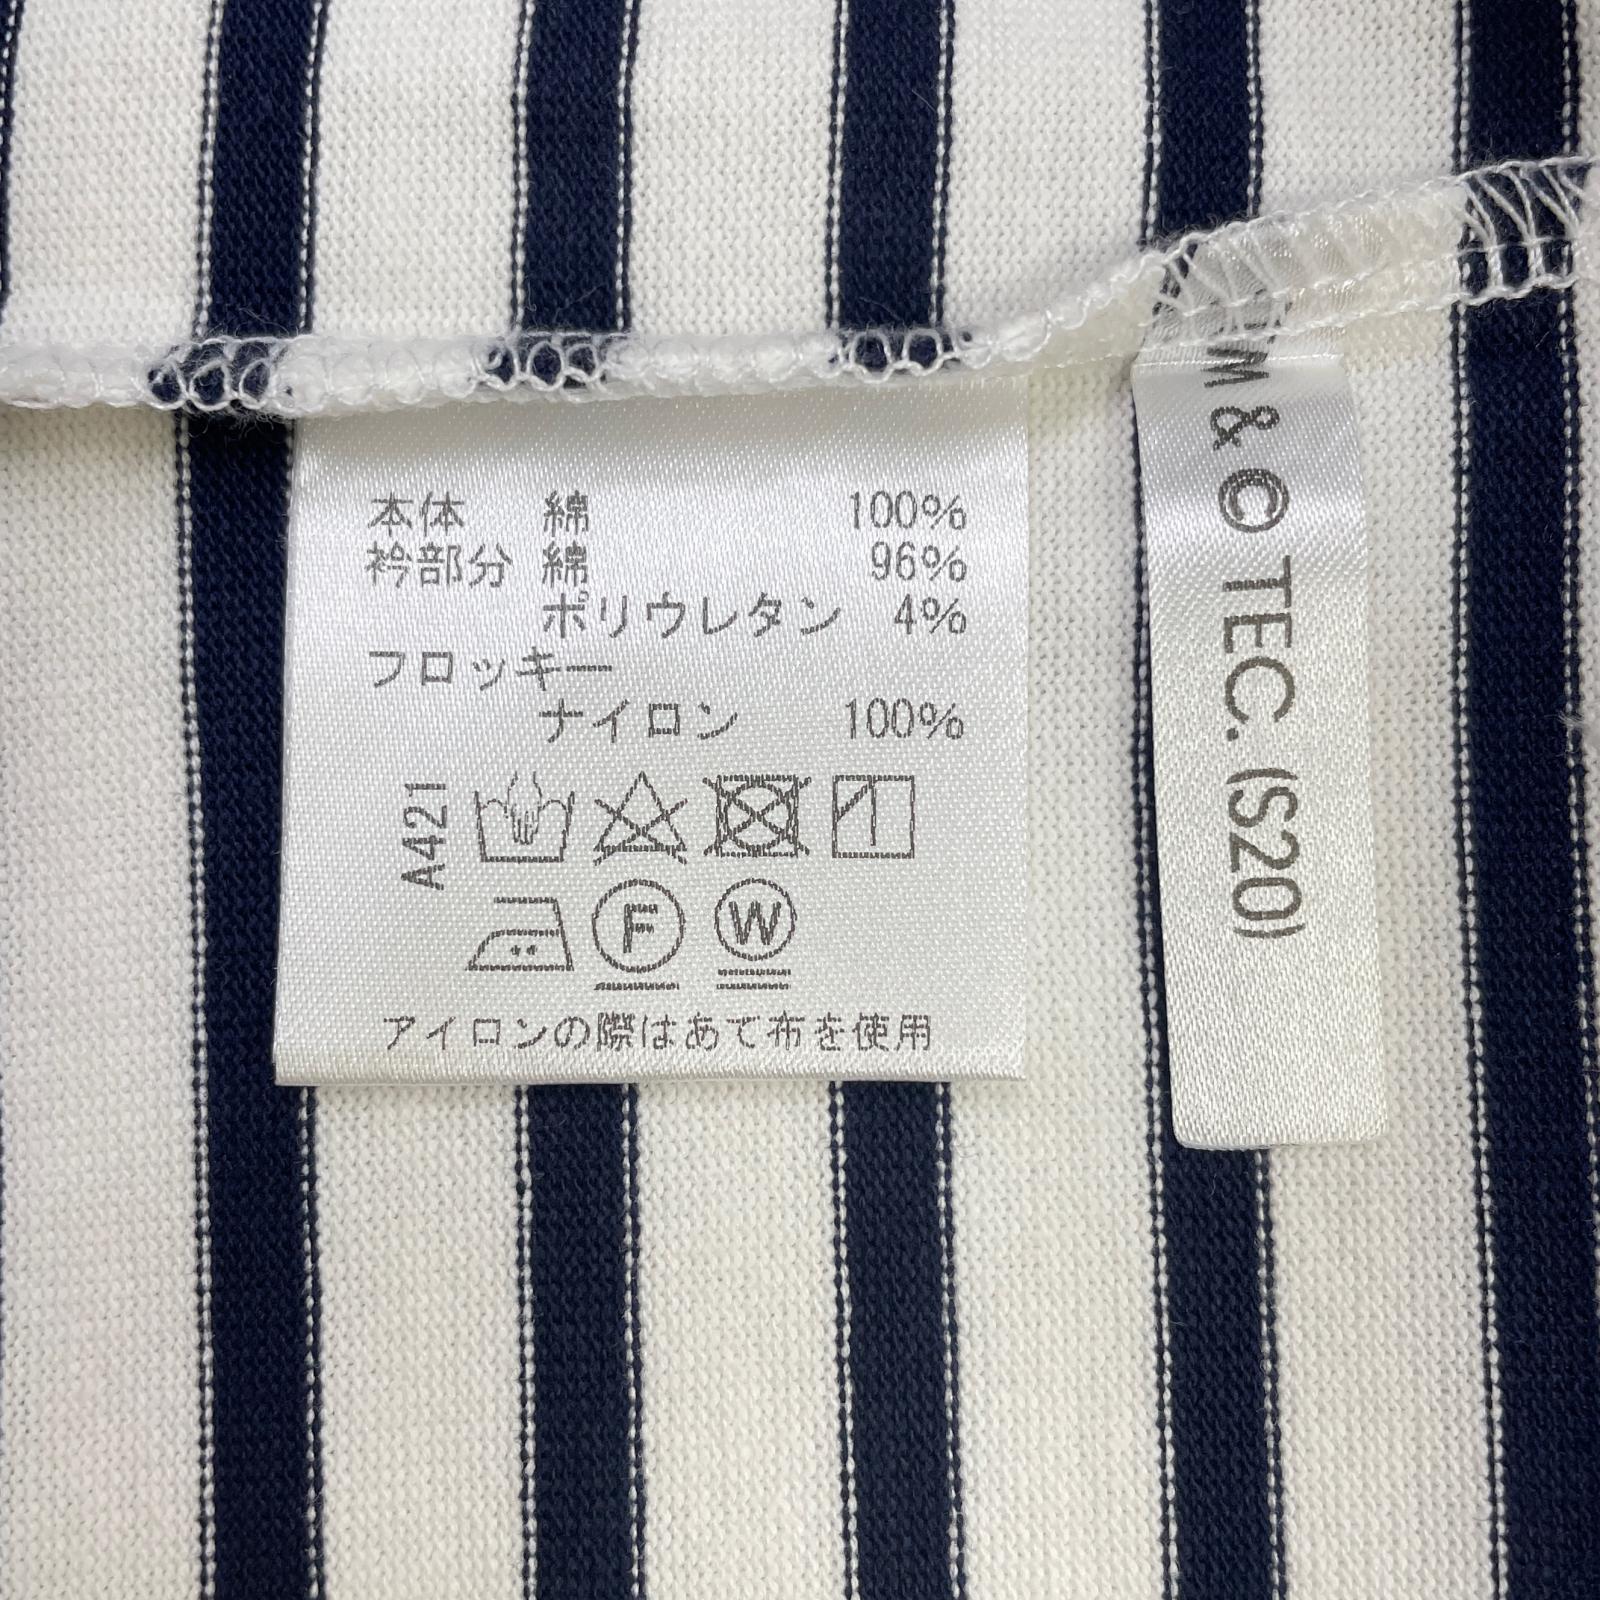 本体 綿 100%
衿部分 綿 96%
ポリウレタン 4%
フロッキー
ナイロン 100%
A421
F
W
アイロンの際はあて布を使用
TM & © TEC. (IS20)